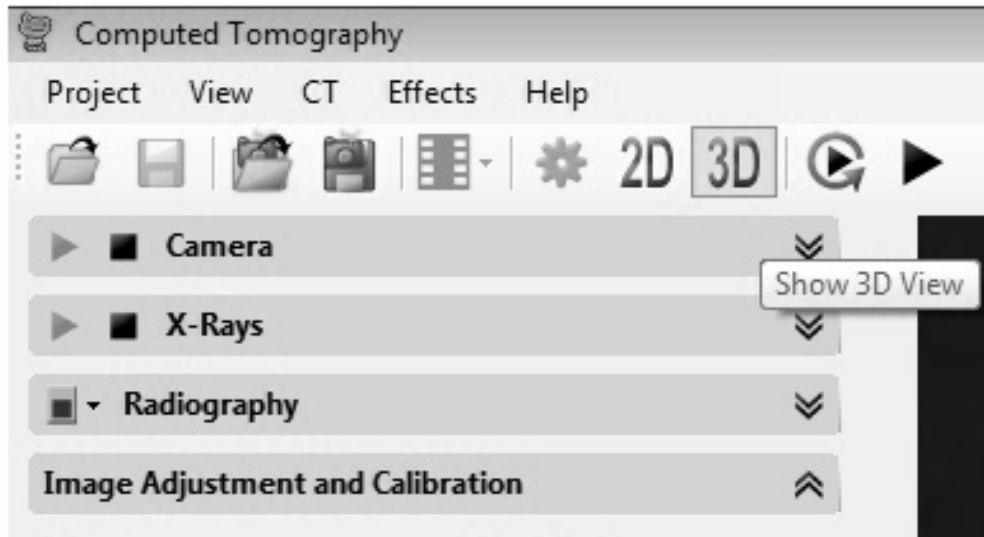 Computed Tomography
Project View CT Effects Help
2D 3D
Camera
Show 3D View
X-Rays
Radiography
Image Adjustment and Calibration